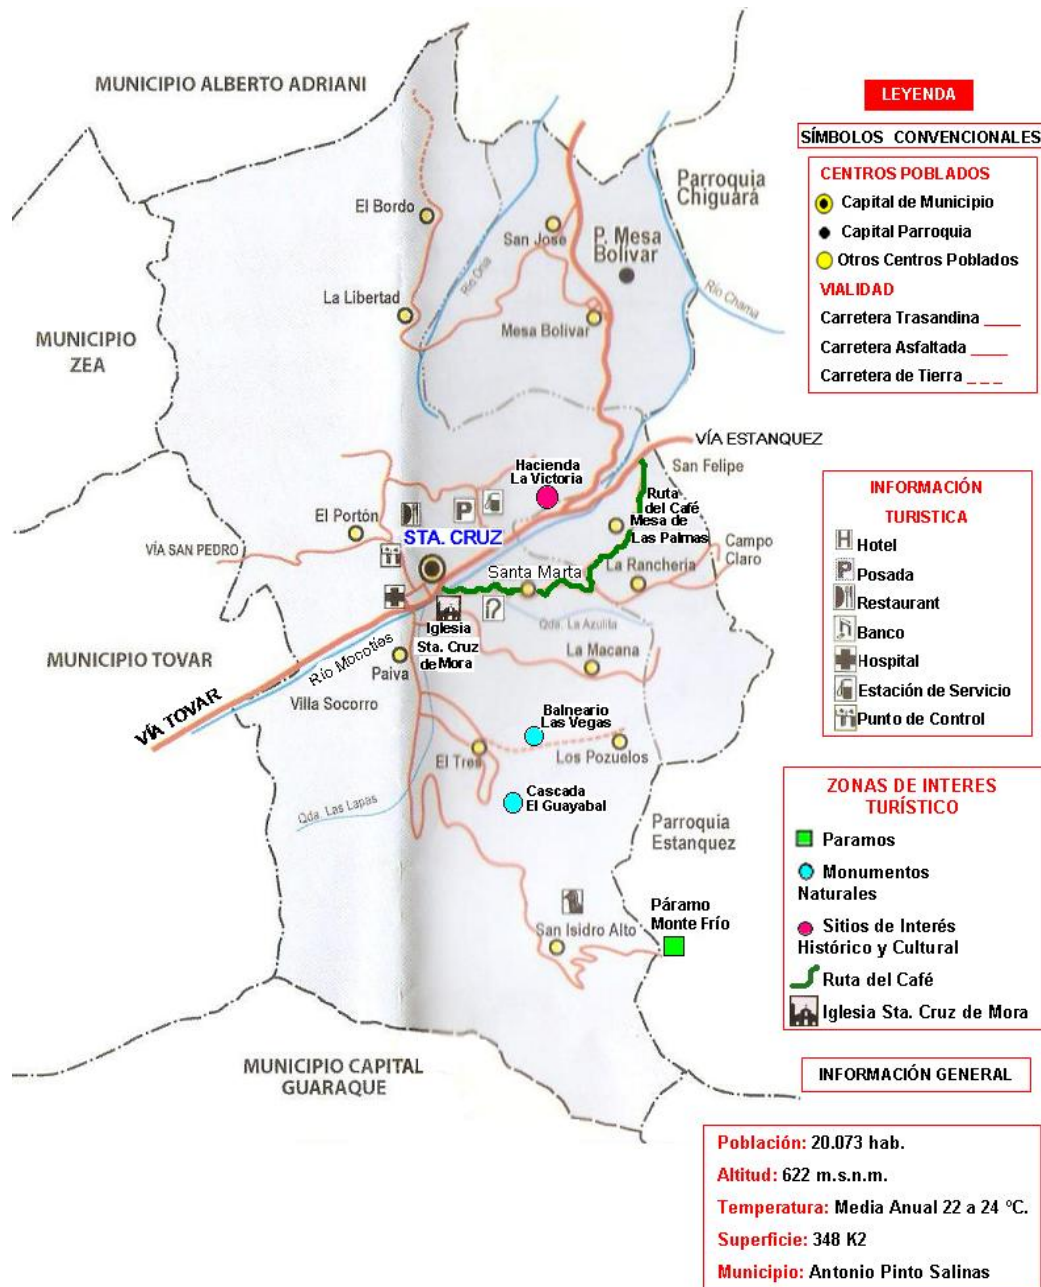 MUNICIPIO ALBERTO ADRIANI
MUNICIPIO
ZEA
MUNICIPIO TOVAR
MUNICIPIO CAPITAL
GUARAQUE
Parroquia
Chiguará
Parroquia
Estanquez
El Bordo
La Libertad
Río Onia
San José
P. Mesa
Bolívar
Mesa Bolívar
Río Chama
VÍA ESTANQUEZ
San Felipe
Hacienda
La Victoria
Ruta
del Café
Mesa de
Las Palmas
Campo
Claro
La Ranchería
El Portón
VÍA SAN PEDRO
P
STA. CRUZ
Santa Marta
Qda. La Azulita
Iglesia
Sta. Cruz
de Mora
La Macana
Río Mocotíes
Paiva
Villa Socorro
VÍA TOVAR
Balneario
Las Vegas
El Tres
Los Pozuelos
Cascada
El Guayabal
Qda. Las Lapas
San Isidro Alto
Páramo
Monte Frío
LEYENDA
SÍMBOLOS CONVENCIONALES
CENTROS POBLADOS
Capital de Municipio
Capital Parroquia
Otros Centros Poblados
VIALIDAD
Carretera Trasandina ____
Carretera Asfaltada ____
Carretera de Tierra _ _ _
INFORMACIÓN
TURISTICA
H Hotel
P Posada
Restaurant
Banco
Hospital
Estación de Servicio
Punto de Control
ZONAS DE INTERES
TURÍSTICO
Paramos
Monumentos
Naturales
Sitios de Interés
Histórico y Cultural
Ruta del Café
Iglesia Sta. Cruz de Mora
INFORMACIÓN GENERAL
Población: 20.073 hab.
Altitud: 622 m.s.n.m.
Temperatura: Media Anual 22 a 24 ºC.
Superficie: 348 K2
Municipio: Antonio Pinto Salinas